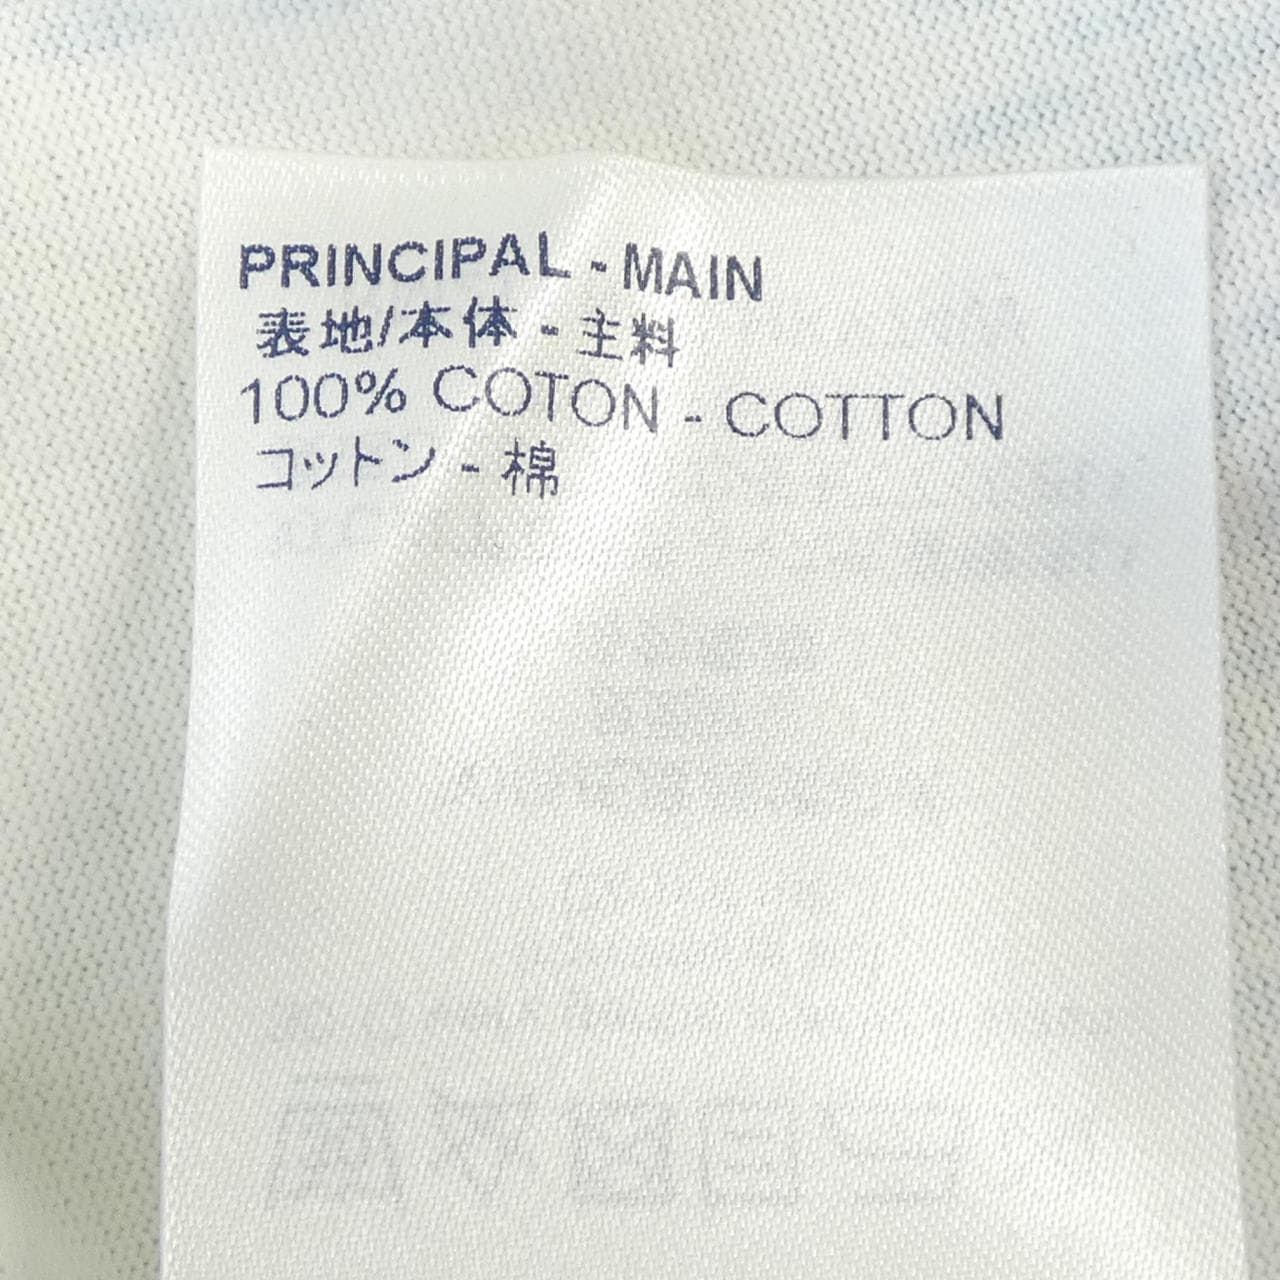 PRINCIPAL - MAIN
表地/本体 - 主料
100% COTON - COTTON
コットン - 棉